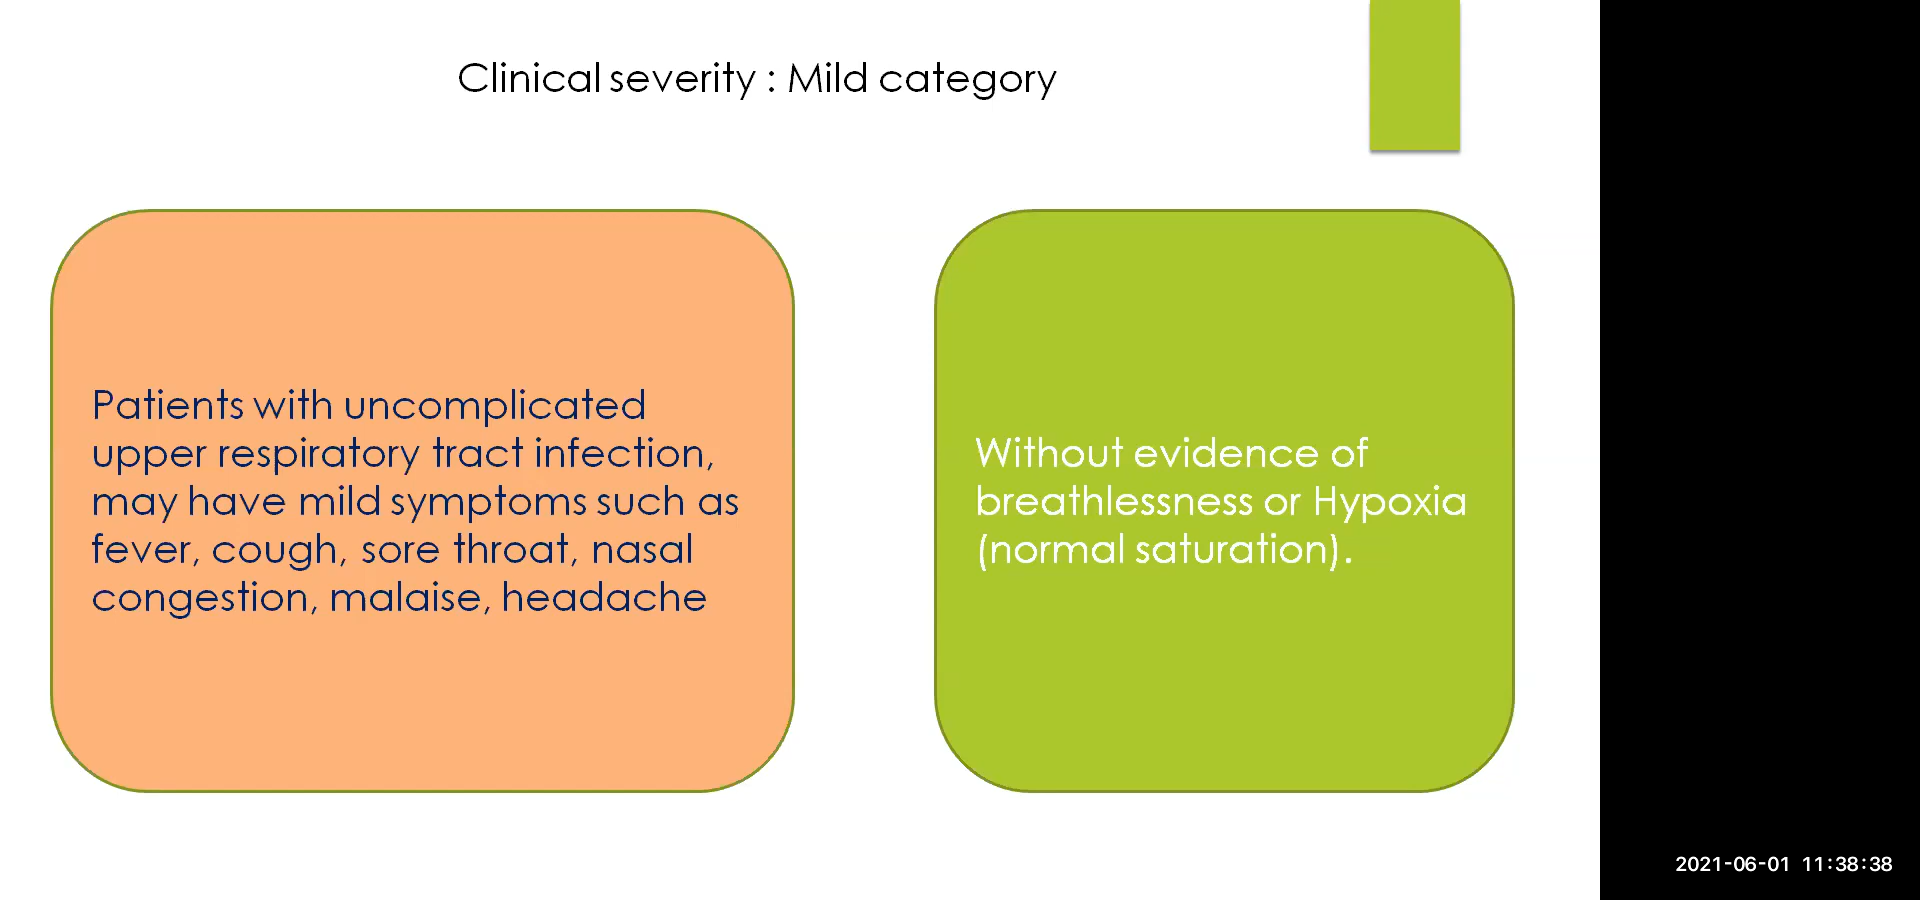 Clinical severity : Mild category
Patients with uncomplicated
upper respiratory tract infection,
may have mild symptoms such as
fever, cough, sore throat, nasal
congestion, malaise, headache
Without evidence of
breathlessness or Hypoxia
(normal saturation).
2021-06-01 11:38:38